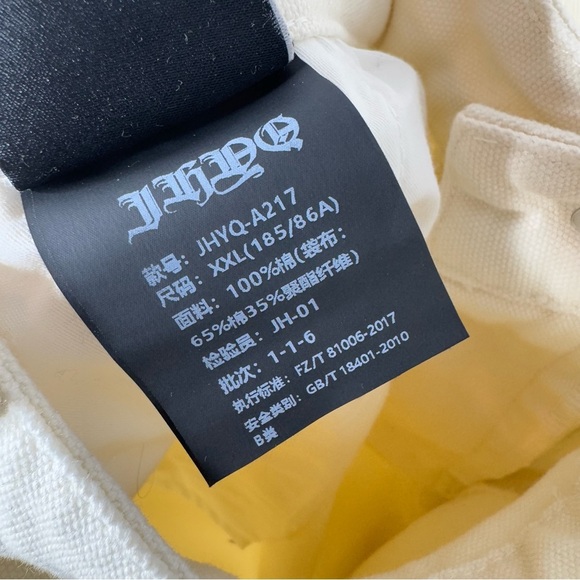 JHYQ
款号: JHYQ-A217
尺码: XXL(185/86A)
面料: 100%棉(袋布:
65%棉35%聚酯纤维)
检验员: JH-01
批次: 1-1-6
执行标准: FZ/T 81006-2017
安全类别: GB/T 18401-2010
B类